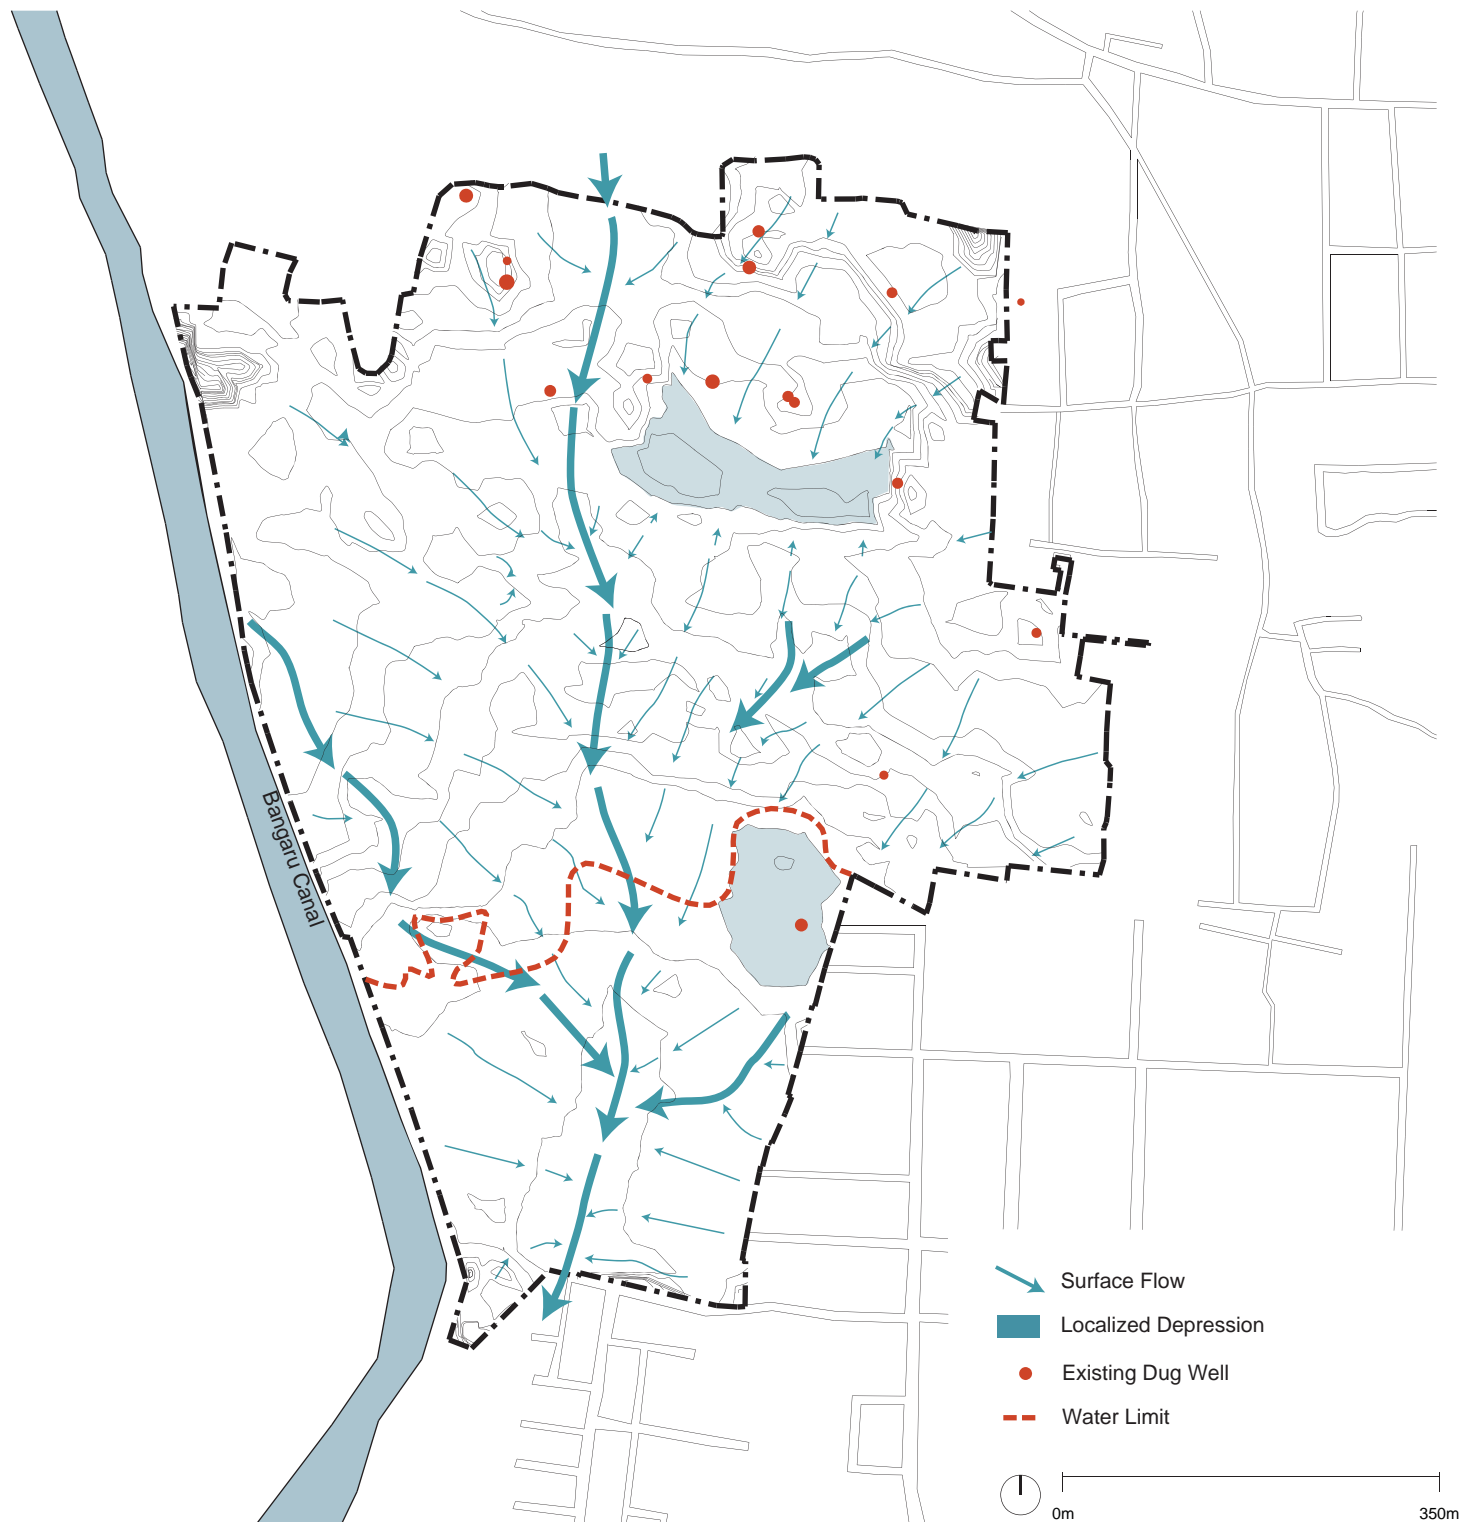 Bangaru Canal
Surface Flow
Localized Depression
Existing Dug Well
Water Limit
0m
350m